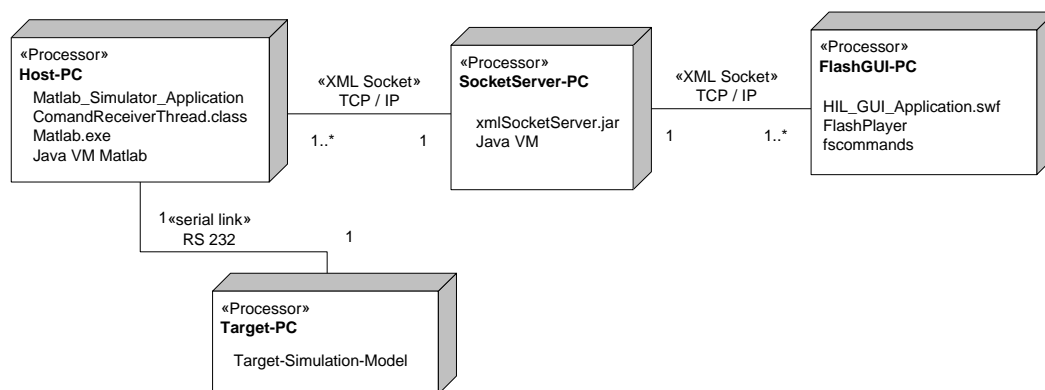 «Processor»
Host-PC
Matlab_Simulator_Application
ComandReceiverThread.class
Matlab.exe
Java VM Matlab
«XML Socket»
TCP / IP
1..*
1
«Processor»
SocketServer-PC
xmlSocketServer.jar
Java VM
«XML Socket»
TCP / IP
1
1..*
«Processor»
FlashGUI-PC
HIL_GUI_Application.swf
FlashPlayer
fscommands
1
«serial link»
RS 232
1
«Processor»
Target-PC
Target-Simulation-Model